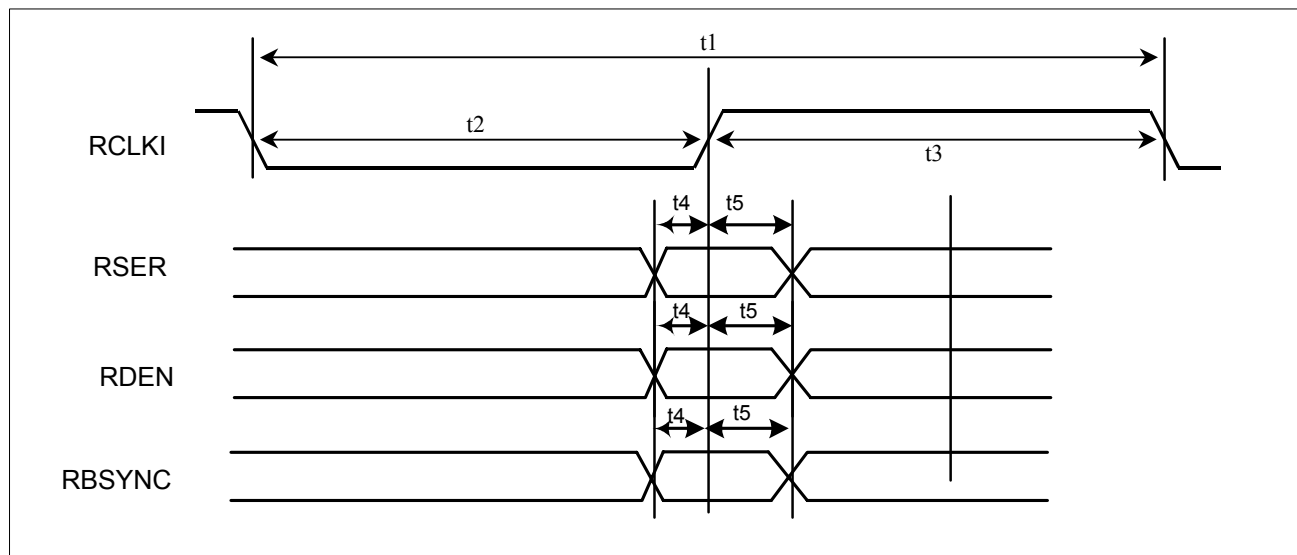 t1
t2
RCLKI
t3
t4 t5
RSER
t4 t5
RDEN
t4 t5
RBSYNC